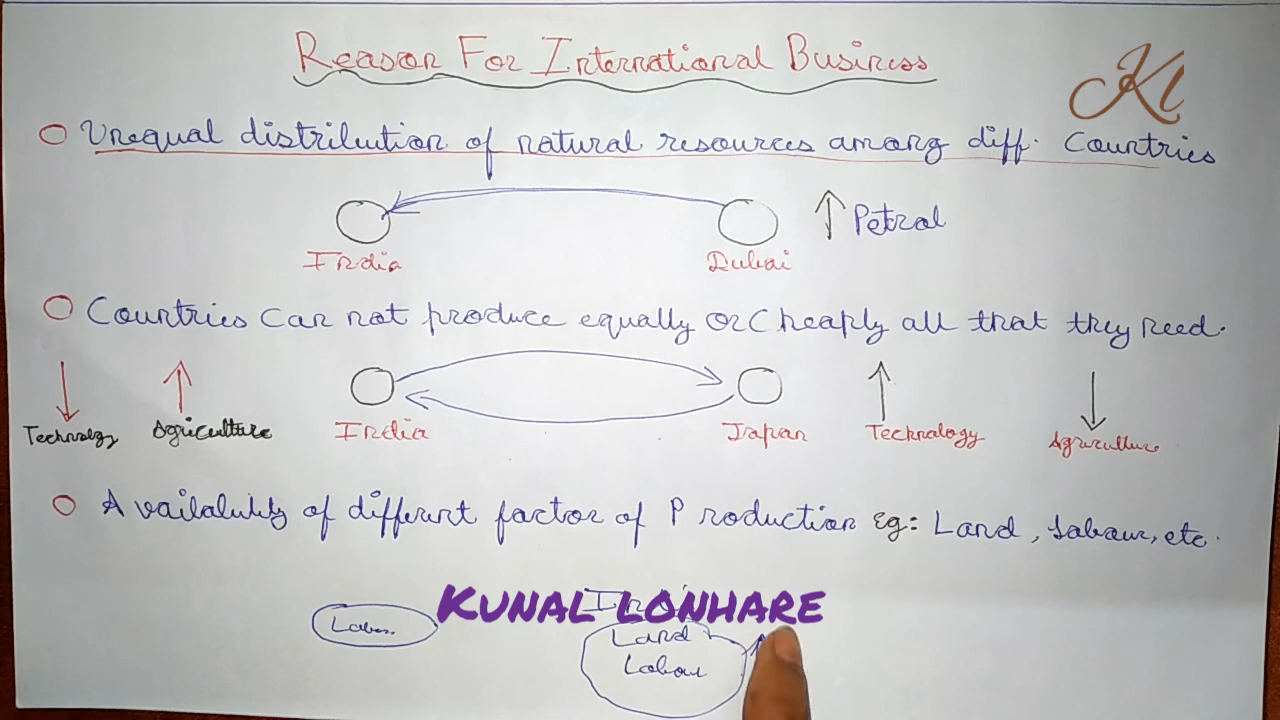 Reason For International Business
Kl
Unequal distribution of natural resources among diff. Countries
Petrol
India Dubai
Countries Can not produce equally or Cheaply all that they need.
Technology Agriculture India Japan Technology Agriculture
Availability of different factor of Production Eg: Land, Labour, etc.
KUNAL LONHARE
Labour
Land
Labour